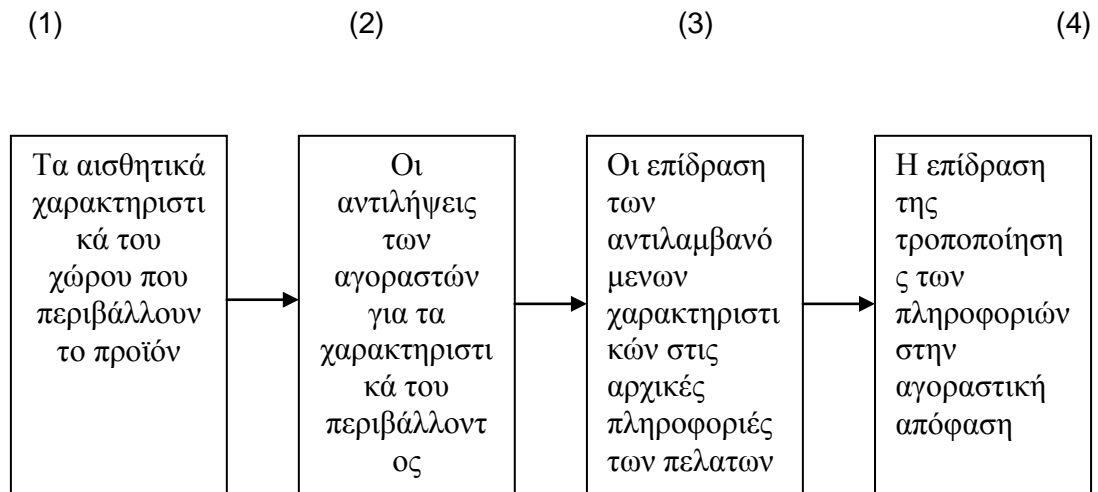 (1) (2) (3) (4)
Τα αισθητικά
χαρακτηριστι
κά του
χώρου που
περιβάλλουν
το προϊόν
Οι
αντιλήψεις
των
αγοραστών
για τα
χαρακτηριστι
κά του
περιβάλλοντ
ος
Οι επίδραση
των
αντιλαμβανό
μενων
χαρακτηριστι
κών στις
αρχικές
πληροφορίες
των πελατων
Η επίδραση
της
τροποποίηση
ς των
πληροφοριών
στην
αγοραστική
απόφαση